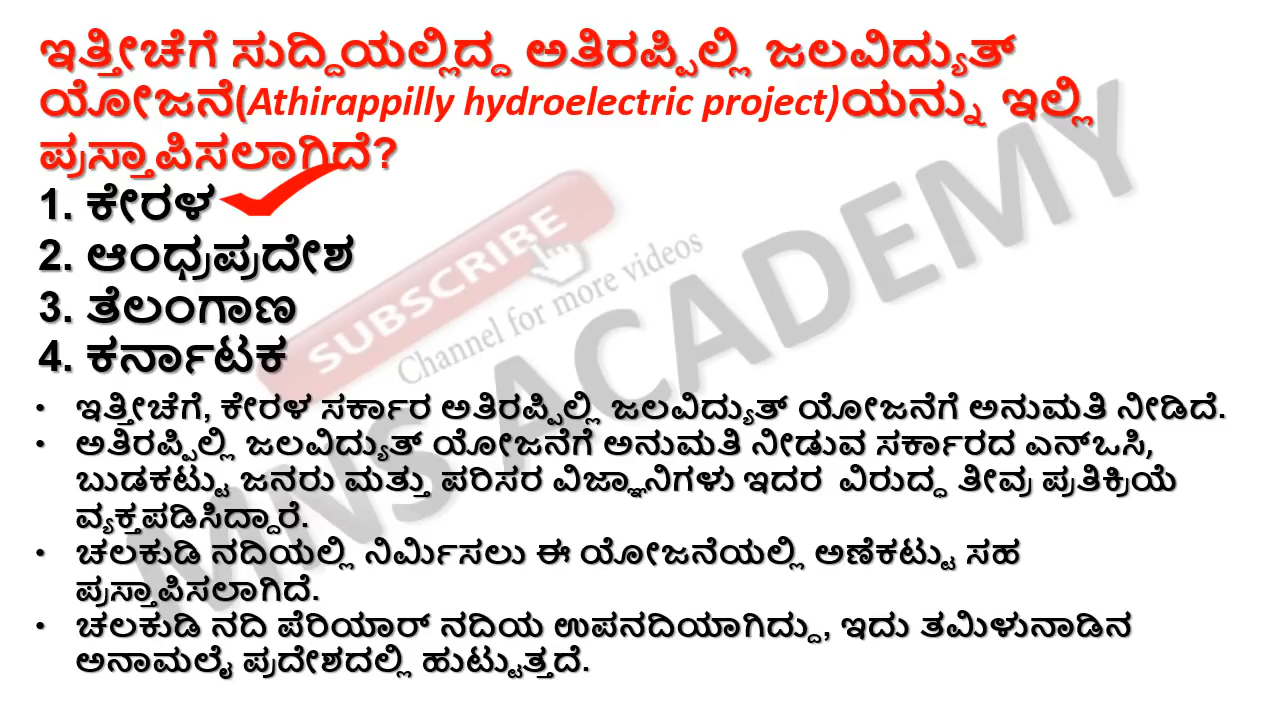 ಇತ್ತೀಚೆಗೆ ಸುದ್ದಿಯಲ್ಲಿದ್ದ ಅತಿರಪ್ಪಿಲ್ಲಿ ಜಲವಿದ್ಯುತ್
ಯೋಜನೆ(Athirappilly hydroelectric project)ಯನ್ನು ಇಲ್ಲಿ
ಪ್ರಸ್ತಾಪಿಸಲಾಗಿದೆ?
1. ಕೇರಳ
2. ಆಂಧ್ರಪ್ರದೇಶ
3. ತೆಲಂಗಾಣ
4. ಕರ್ನಾಟಕ
• ಇತ್ತೀಚೆಗೆ, ಕೇರಳ ಸರ್ಕಾರ ಅತಿರಪ್ಪಿಲ್ಲಿ ಜಲವಿದ್ಯುತ್ ಯೋಜನೆಗೆ ಅನುಮತಿ ನೀಡಿದೆ.
• ಅತಿರಪ್ಪಿಲ್ಲಿ ಜಲವಿದ್ಯುತ್ ಯೋಜನೆಗೆ ಅನುಮತಿ ನೀಡುವ ಸರ್ಕಾರದ ಎನ್ಒಸಿ,
ಬುಡಕಟ್ಟು ಜನರು ಮತ್ತು ಪರಿಸರ ವಿಜ್ಞಾನಿಗಳು ಇದರ ವಿರುದ್ಧ ತೀವ್ರ ಪ್ರತಿಕ್ರಿಯೆ
ವ್ಯಕ್ತಪಡಿಸಿದ್ದಾರೆ.
• ಚಲಕುಡಿ ನದಿಯಲ್ಲಿ ನಿರ್ಮಿಸಲು ಈ ಯೋಜನೆಯಲ್ಲಿ ಅಣೆಕಟ್ಟು ಸಹ
ಪ್ರಸ್ತಾಪಿಸಲಾಗಿದೆ.
• ಚಲಕುಡಿ ನದಿ ಪೆರಿಯಾರ್ ನದಿಯ ಉಪನದಿಯಾಗಿದ್ದು, ಇದು ತಮಿಳುನಾಡಿನ
ಅನಾಮಲೈ ಪ್ರದೇಶದಲ್ಲಿ ಹುಟ್ಟುತ್ತದೆ.
SUBSCRIBE
Channel for more videos
MNS ACADEMY